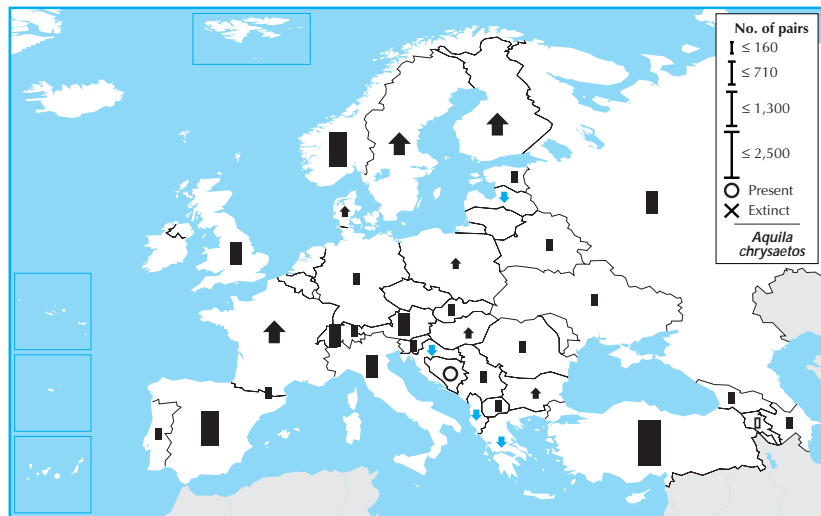 No. of pairs
≤ 160
≤ 710
≤ 1,300
≤ 2,500
Present
Extinct
Aquila
chrysaetos